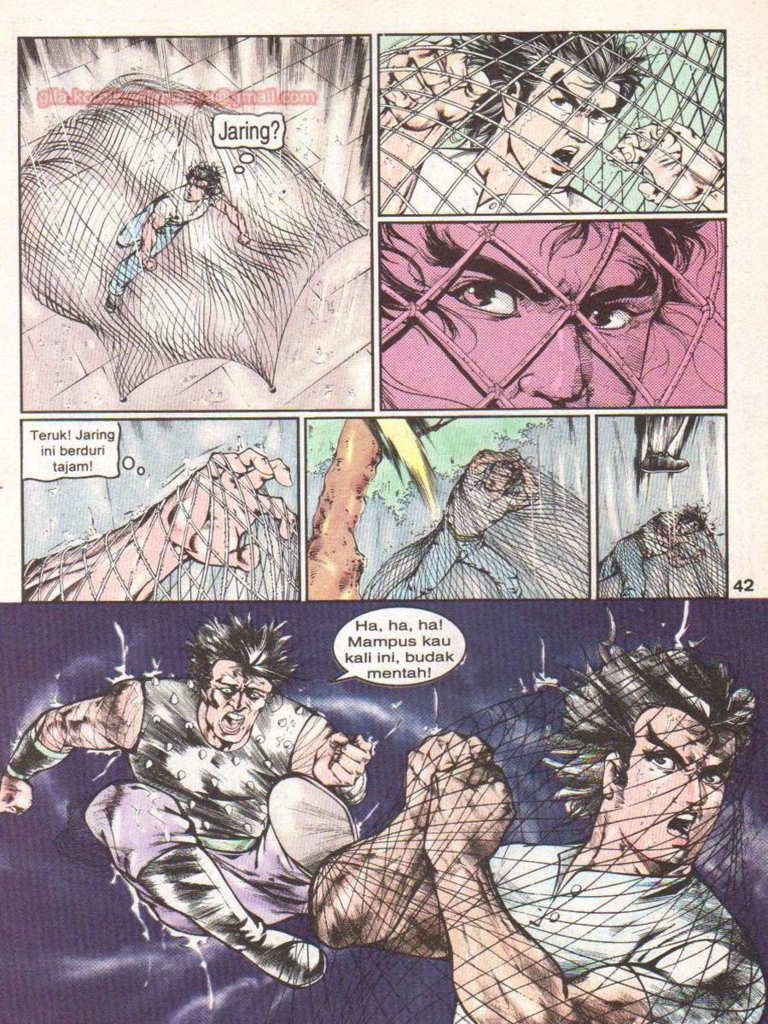 Jaring?
Teruk! Jaring
ini berduri
tajam!
42
Ha, ha, ha!
Mampus kau
kali ini, budak
mentah!